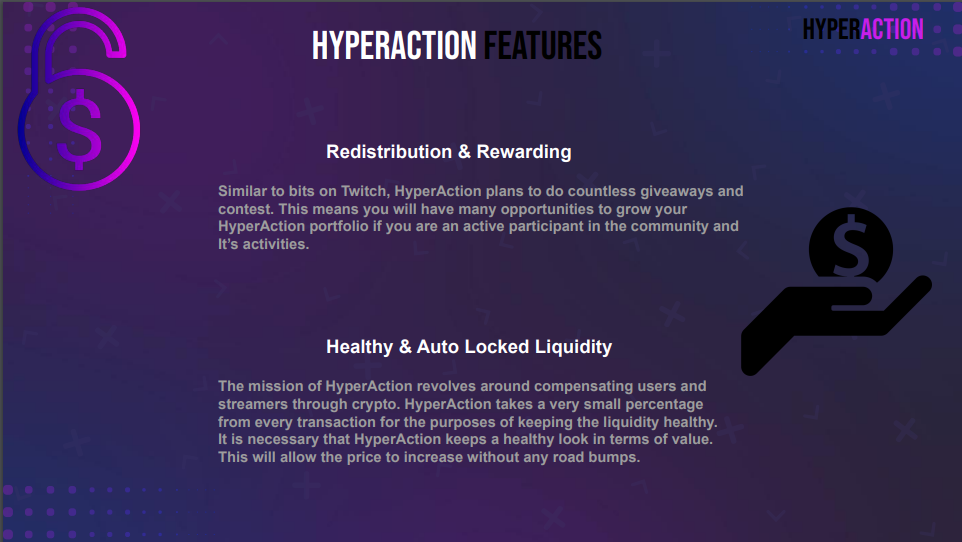 HYPERACTION FEATURES
HYPERACTION
$
Redistribution & Rewarding
Similar to bits on Twitch, HyperAction plans to do countless giveaways and
contest. This means you will have many opportunities to grow your
HyperAction portfolio if you are an active participant in the community and
It's activities.
$
Healthy & Auto Locked Liquidity
The mission of HyperAction revolves around compensating users and
streamers through crypto. HyperAction takes a very small percentage
from every transaction for the purposes of keeping the liquidity healthy.
It is necessary that HyperAction keeps a healthy look in terms of value.
This will allow the price to increase without any road bumps.